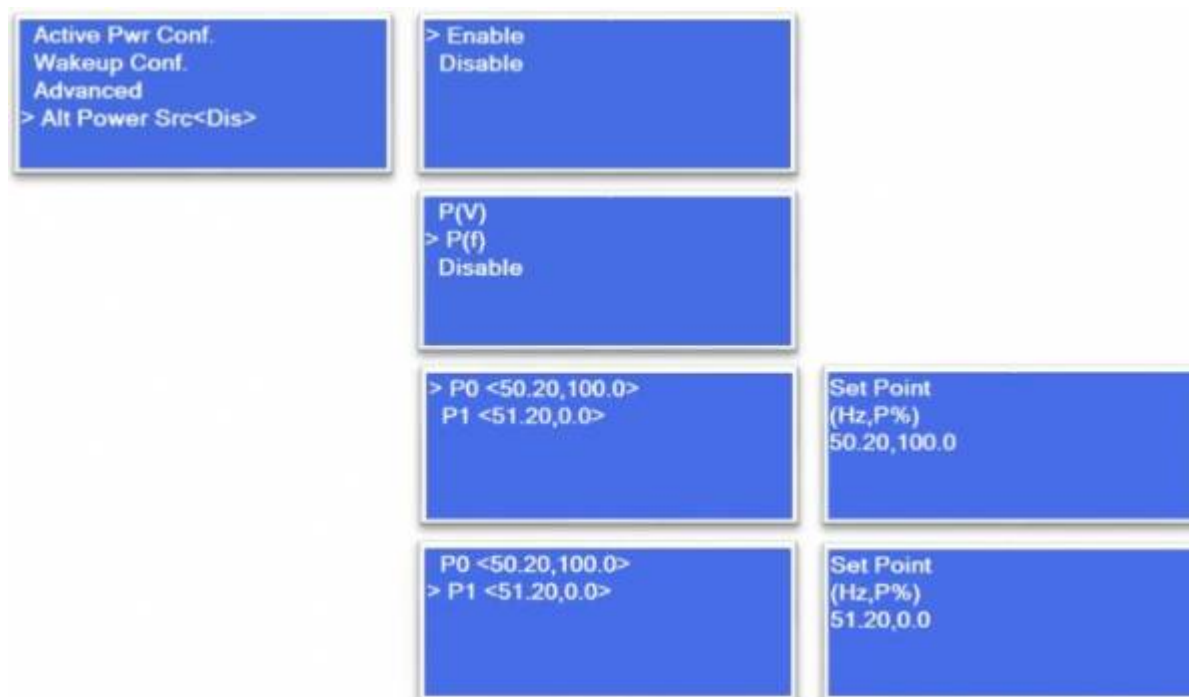 Active Pwr Conf.
Wakeup Conf.
Advanced
> Alt Power Src<Dis>
> Enable
Disable
P(V)
> P(f)
Disable
> P0 <50.20,100.0>
P1 <51.20,0.0>
Set Point
(Hz,P%)
50.20,100.0
P0 <50.20,100.0>
> P1 <51.20,0.0>
Set Point
(Hz,P%)
51.20,0.0